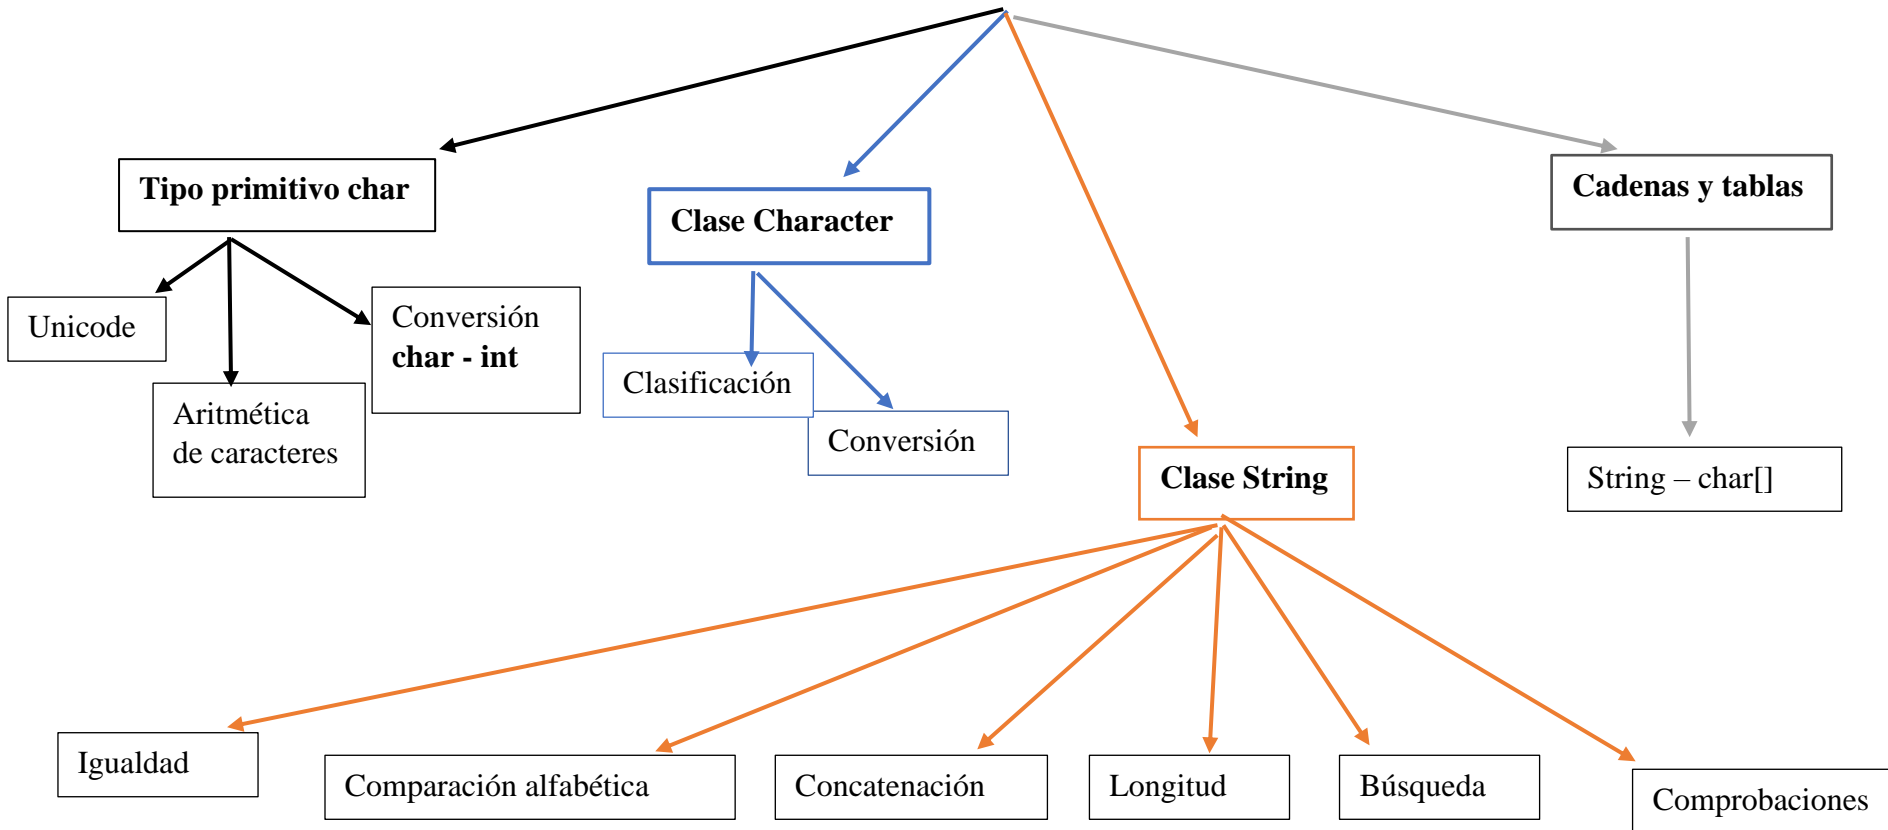 Tipo primitivo char
Clase Character
Cadenas y tablas
Unicode
Conversión
char - int
Aritmética
de caracteres
Clasificación
Conversión
Clase String
String – char[]
Igualdad
Comparación alfabética
Concatenación
Longitud
Búsqueda
Comprobaciones